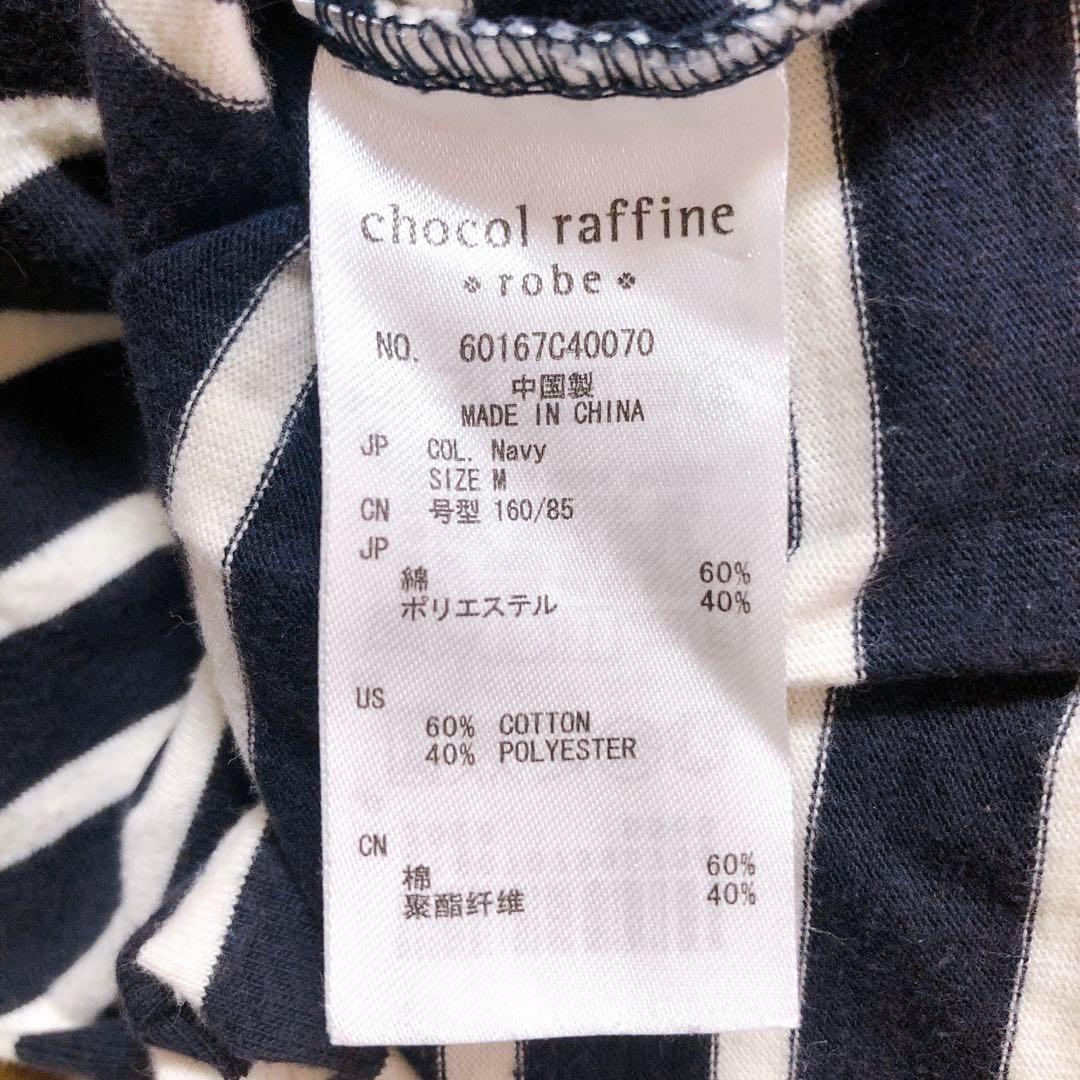 chocol raffine
robe
NO. 60167C40070
中国製
MADE IN CHINA
JP COL. Navy
SIZE M
CN 号型 160/85
JP
綿 60%
ポリエステル 40%
US
60% COTTON
40% POLYESTER
CN
棉 60%
聚酯纤维 40%